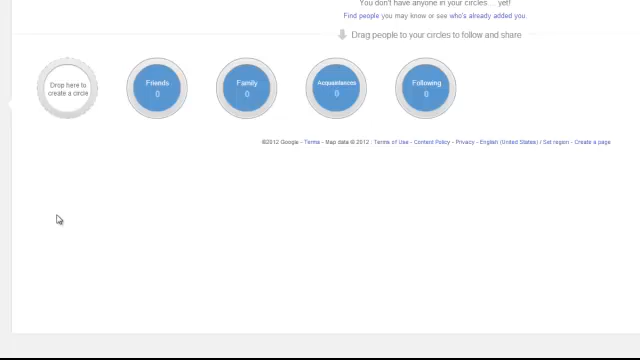 You don't have anyone in your circles... yet!
Find people you may know or see who's already added you.
Drag people to your circles to follow and share
Drop here to
create a circle
Friends
0
Family
0
Acquaintances
0
Following
0
©2012 Google - Terms - Map data © 2012 : Terms of Use - Content Policy - Privacy - English (United States) / Set region - Create a page